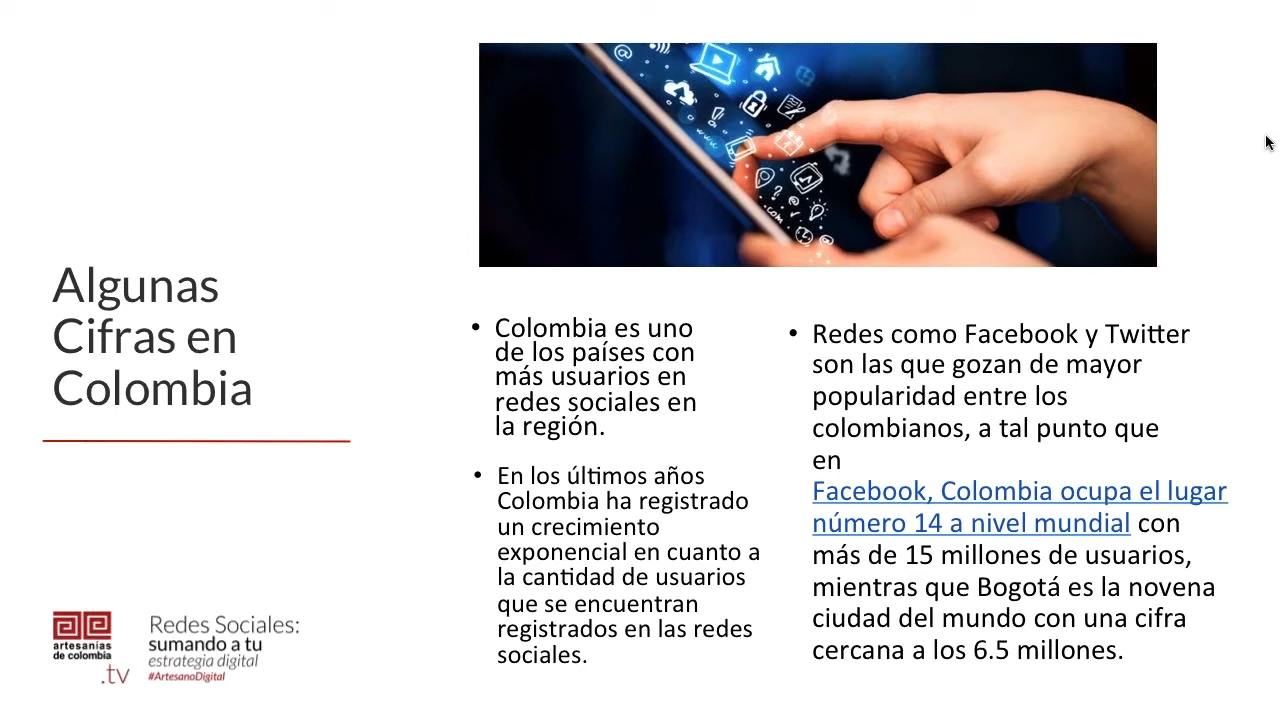 Algunas
Cifras en
Colombia
• Colombia es uno
de los países con
más usuarios en
redes sociales en
la región.
• En los últimos años
Colombia ha registrado
un crecimiento
exponencial en cuanto a
la cantidad de usuarios
que se encuentran
registrados en las redes
sociales.
• Redes como Facebook y Twitter
son las que gozan de mayor
popularidad entre los
colombianos, a tal punto que
en
Facebook, Colombia ocupa el lugar
número 14 a nivel mundial con
más de 15 millones de usuarios,
mientras que Bogotá es la novena
ciudad del mundo con una cifra
cercana a los 6.5 millones.
artesanías
de colombia
.tv
Redes Sociales:
sumando a tu
estrategia digital
#ArtesanoDigital
www
.com